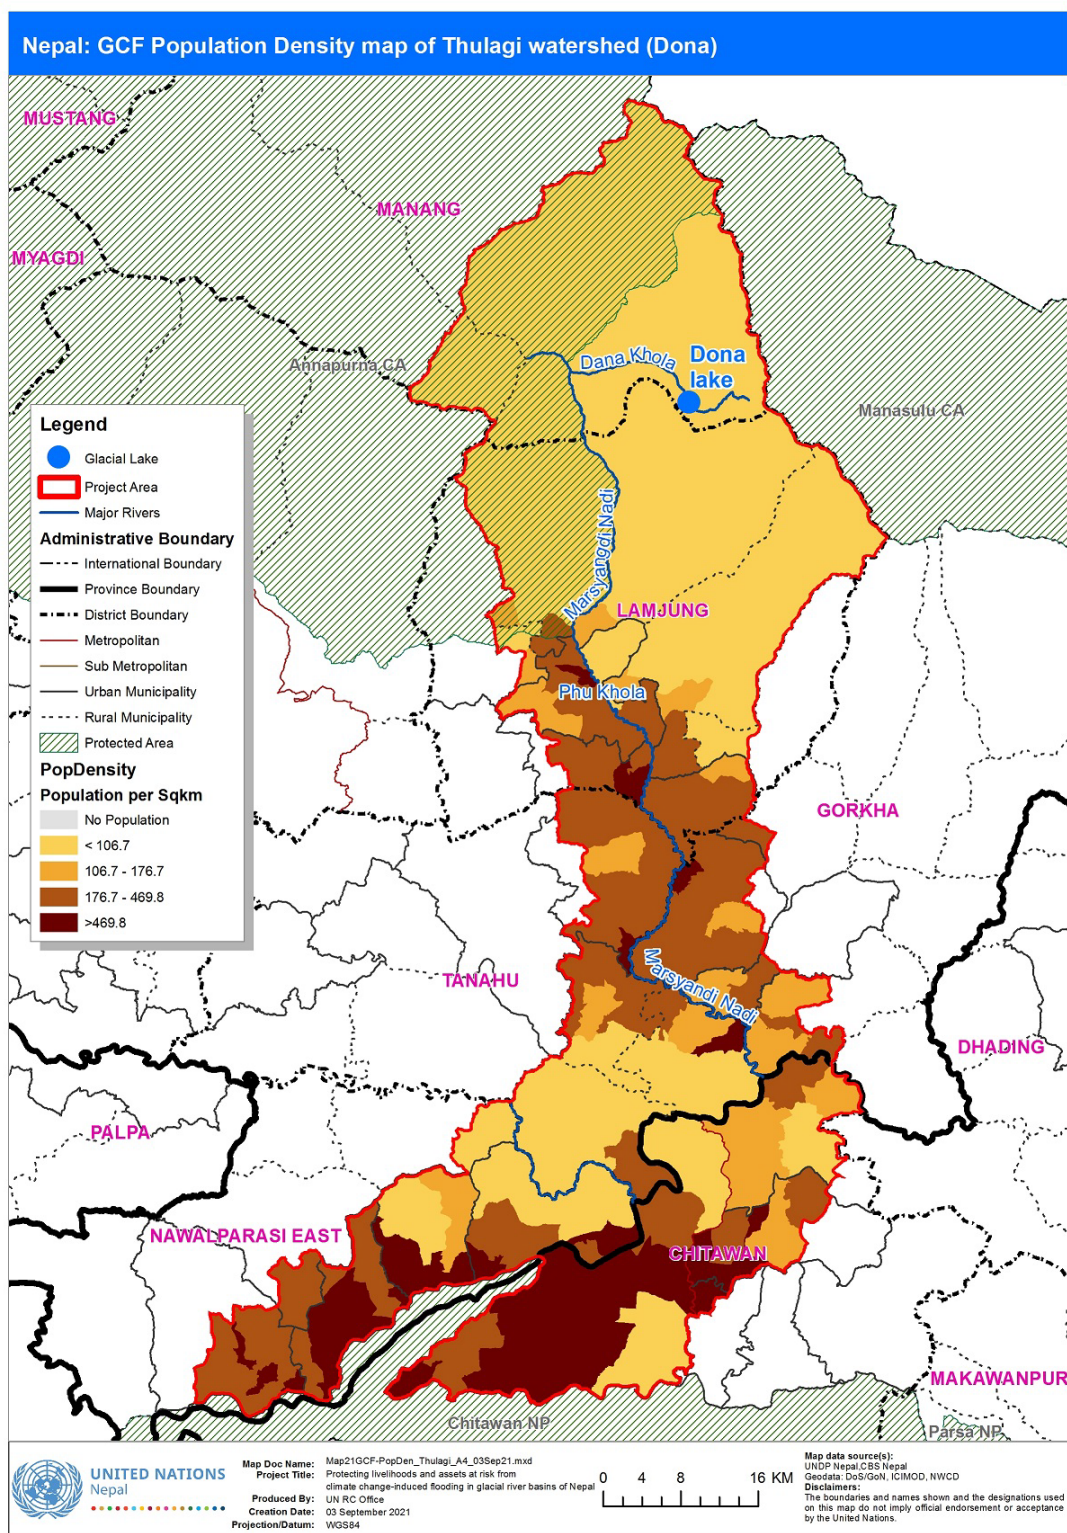 Nepal: GCF Population Density map of Thulagi watershed (Dona)
MUSTANG
MANANG
MYAGDI
Annapurna CA
Dana Khola
Dona
lake
Manasulu CA
Legend
Glacial Lake
Project Area
Major Rivers
Administrative Boundary
International Boundary
Province Boundary
District Boundary
Metropolitan
Sub Metropolitan
Urban Municipality
Rural Municipality
Protected Area
PopDensity
Population per Sqkm
No Population
< 106.7
106.7 - 176.7
176.7 - 469.8
>469.8
Marsyangdi Nadi
LAMJUNG
Phu Khola
GORKHA
Marsyandi Nadi
TANAHU
DHADING
PALPA
NAWALPARASI EAST
CHITAWAN
MAKAWANPUR
Chitawan NP
Parsa NP
UNITED NATIONS
Nepal
Map Doc Name: Map21GCF-PopDen_Thulagi_A4_03Sep21.mxd
Project Title: Protecting livelihoods and assets at risk from
climate change-induced flooding in glacial river basins of Nepal
Produced By: UN RC Office
Creation Date: 03 September 2021
Projection/Datum: WGS84
0 4 8 16 KM
Map data source(s):
UNDP Nepal,CBS Nepal
Geodata: DoS/GoN, ICIMOD, NWCD
Disclaimers:
The boundaries and names shown and the designations used
on this map do not imply official endorsement or acceptance
by the United Nations.